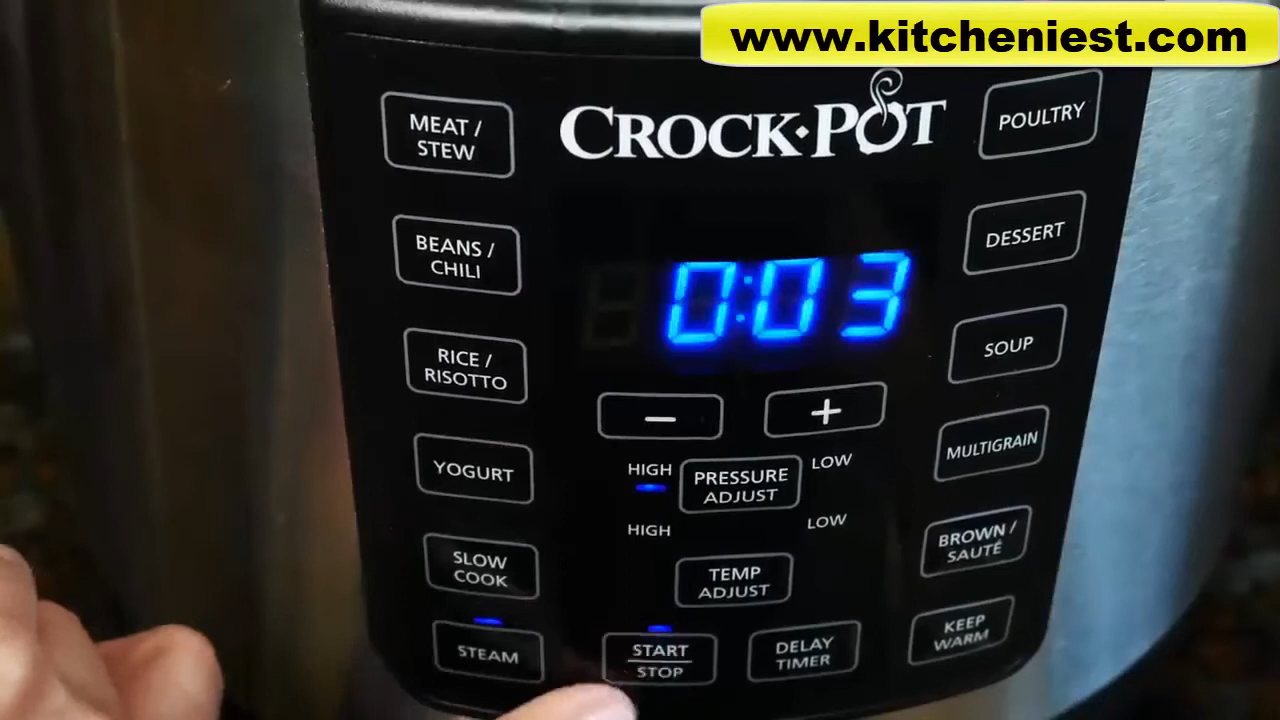 www.kitcheniest.com
CROCK•POT
MEAT /
STEW
POULTRY
BEANS /
CHILI
DESSERT
0:03
RICE /
RISOTTO
SOUP
− +
YOGURT
HIGH
PRESSURE
ADJUST
LOW
MULTIGRAIN
HIGH
LOW
SLOW
COOK
TEMP
ADJUST
BROWN /
SAUTÉ
STEAM
START
STOP
DELAY
TIMER
KEEP
WARM